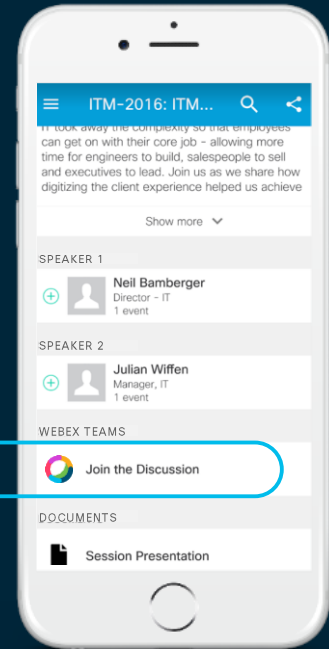 ITM-2016: ITM...
IT took away the complexity so that employees
can get on with their core job - allowing more
time for engineers to build, salespeople to sell
and executives to lead. Join us as we share how
digitizing the client experience helped us achieve
Show more
SPEAKER 1
Neil Bamberger
Director - IT
1 event
SPEAKER 2
Julian Wiffen
Manager, IT
1 event
WEBEX TEAMS
Join the Discussion
DOCUMENTS
Session Presentation